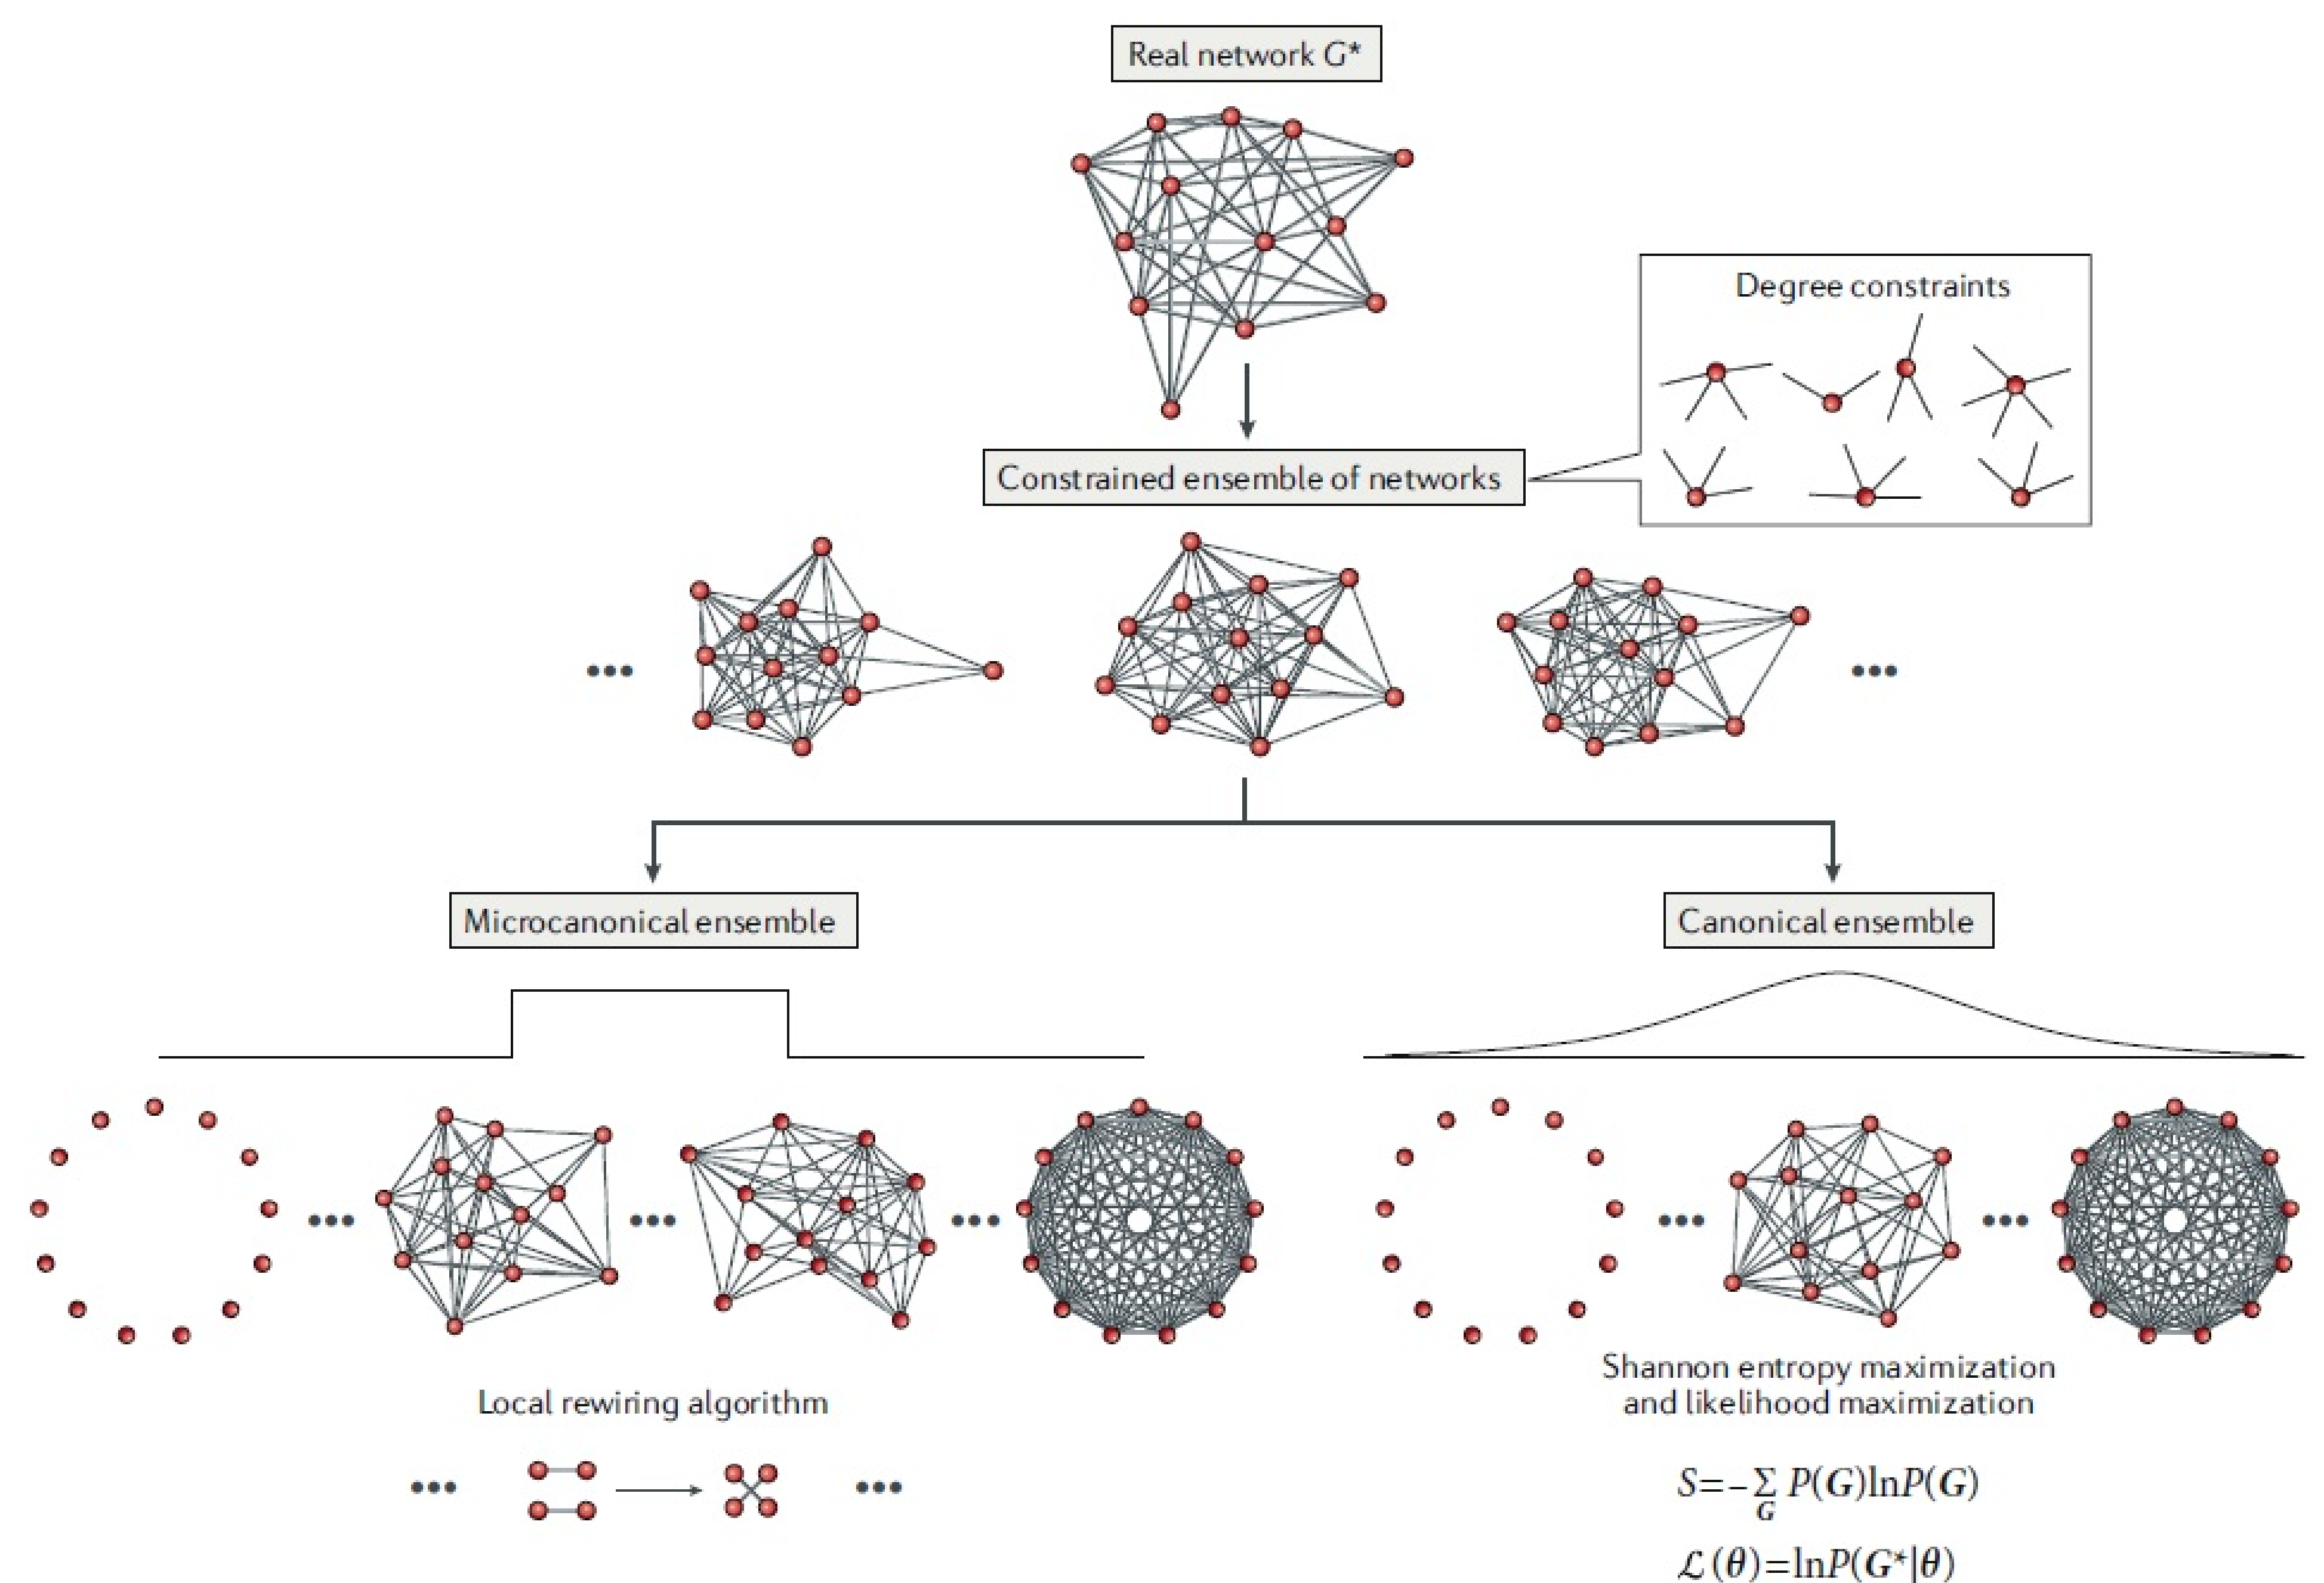 Real network G*
Degree constraints
Constrained ensemble of networks
Microcanonical ensemble
Canonical ensemble
Local rewiring algorithm
Shannon entropy maximization
and likelihood maximization
S=−∑P(G)lnP(G)
G
ℒ(θ)=lnP(G*|θ)